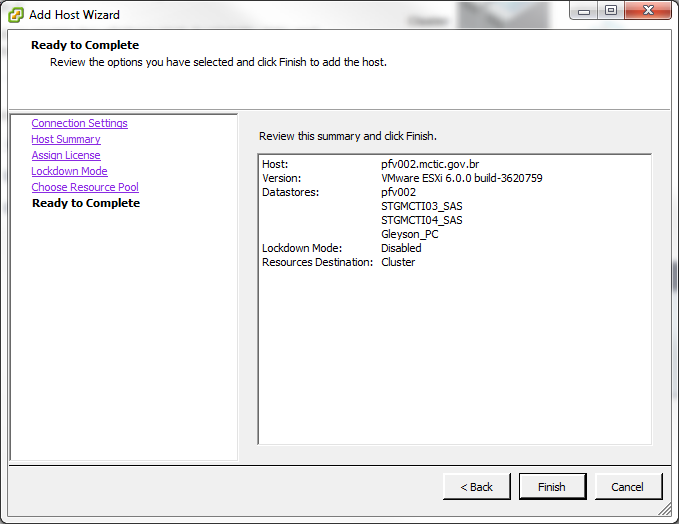 Add Host Wizard
Ready to Complete
Review the options you have selected and click Finish to add the host.
Connection Settings
Host Summary
Assign License
Lockdown Mode
Choose Resource Pool
Ready to Complete
Review this summary and click Finish.
Host: pfv002.mctic.gov.br
Version: VMware ESXi 6.0.0 build-3620759
Datastores: pfv002
STGMCTI03_SAS
STGMCTI04_SAS
Gleyson_PC
Lockdown Mode: Disabled
Resources Destination: Cluster
< Back Finish Cancel